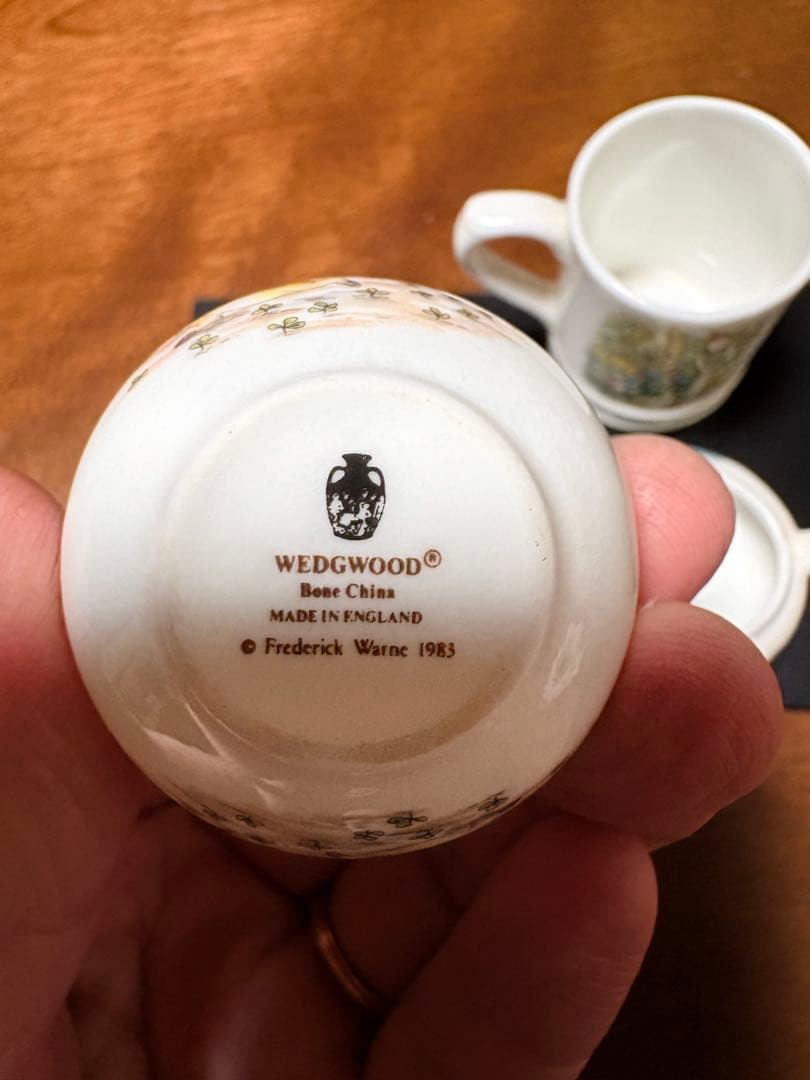 WEDGWOOD®
Bone China
MADE IN ENGLAND
© Frederick Warne 1983